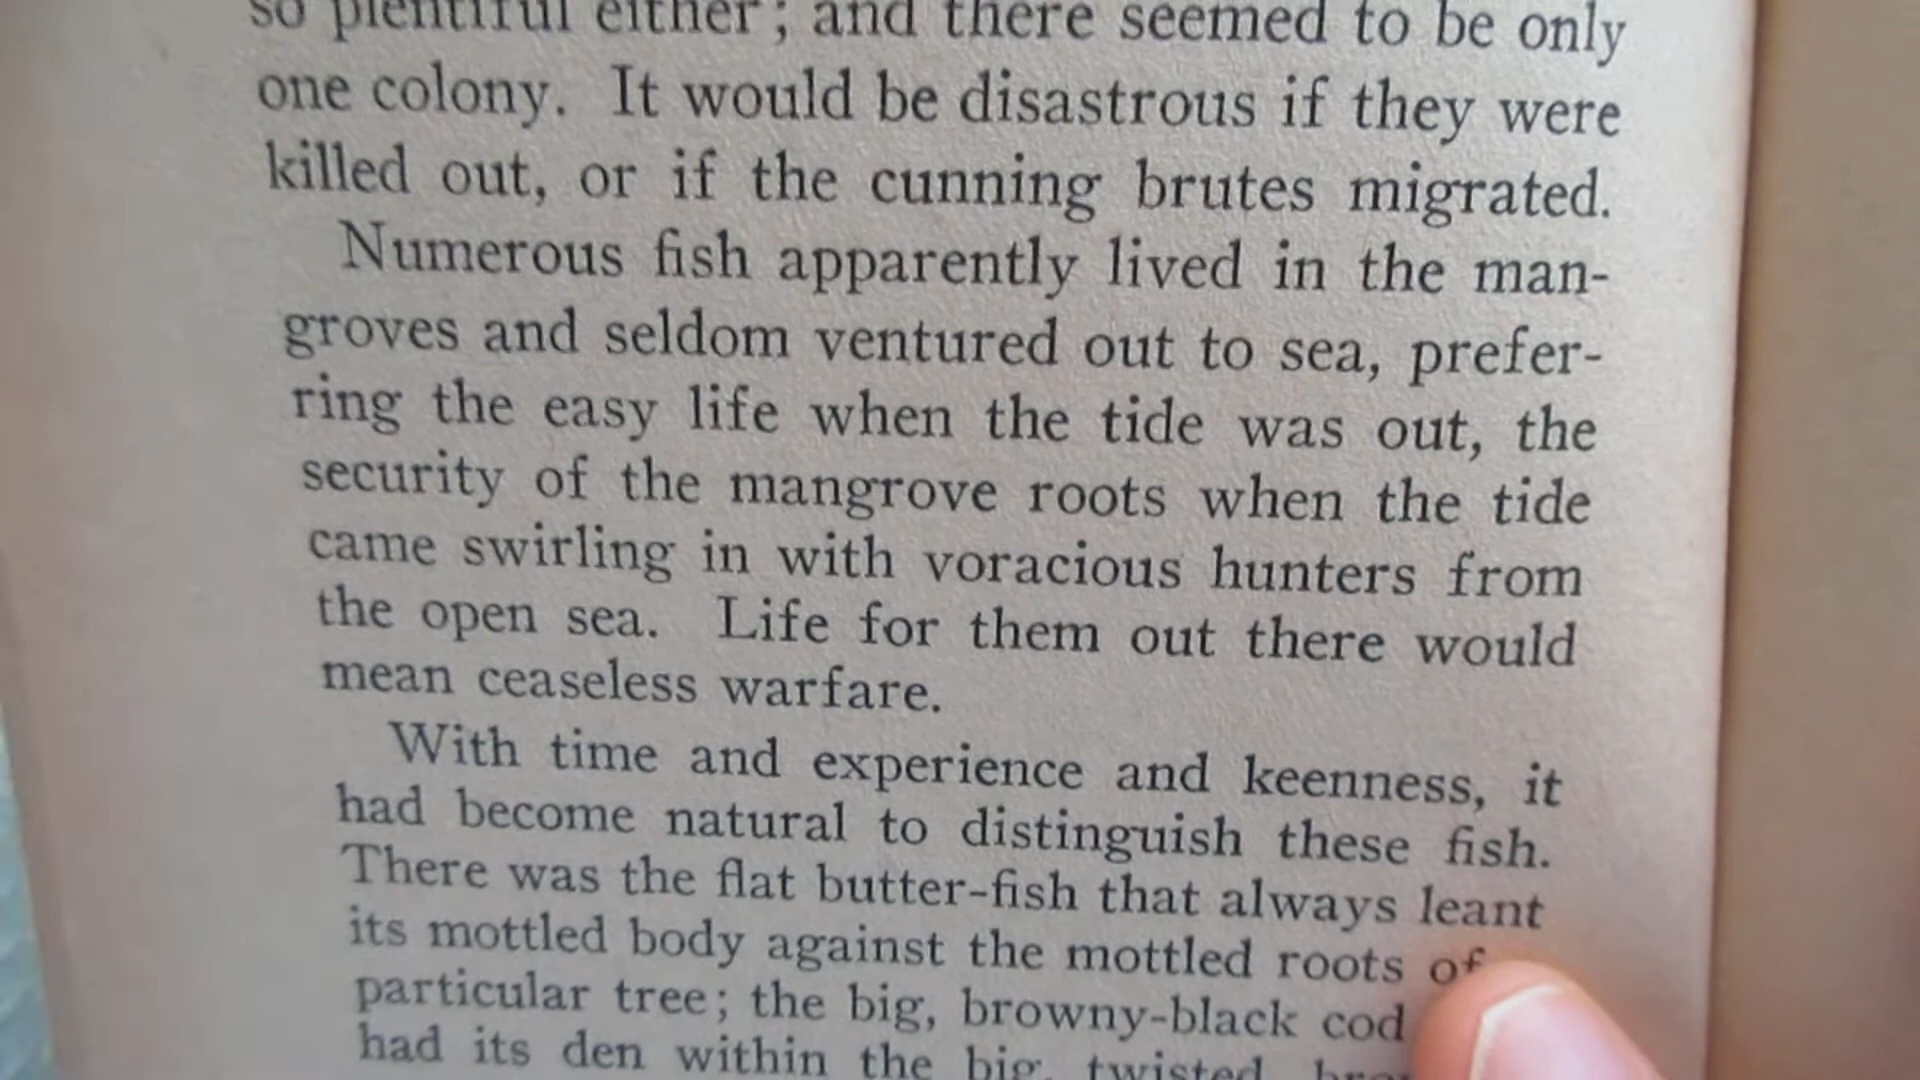 so plentiful either; and there seemed to be only
one colony. It would be disastrous if they were
killed out, or if the cunning brutes migrated.
Numerous fish apparently lived in the man-
groves and seldom ventured out to sea, prefer-
ring the easy life when the tide was out, the
security of the mangrove roots when the tide
came swirling in with voracious hunters from
the open sea. Life for them out there would
mean ceaseless warfare.
With time and experience and keenness, it
had become natural to distinguish these fish.
There was the flat butter-fish that always leant
its mottled body against the mottled roots of
particular tree; the big, browny-black cod
had its den within the big, twisted